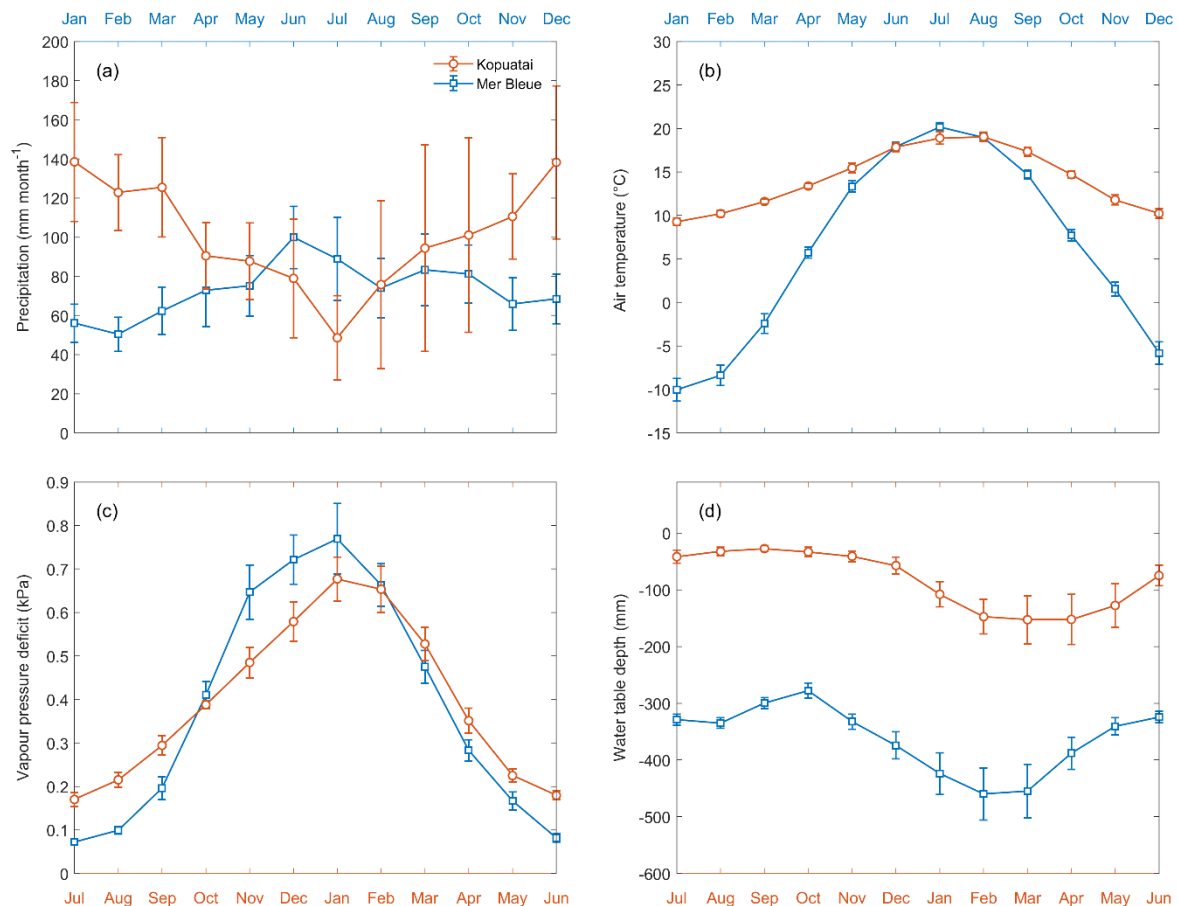 Jan Feb Mar Apr May Jun Jul Aug Sep Oct Nov Dec
Jan Feb Mar Apr May Jun Jul Aug Sep Oct Nov Dec
200
180
160
140
120
100
80
60
40
20
0
Precipitation (mm month⁻¹)
(a)
Kopuatai
Mer Bleue
30
25
20
15
10
5
0
-5
-10
-15
Air temperature (°C)
(b)
0.9
0.8
0.7
0.6
0.5
0.4
0.3
0.2
0.1
0
Vapour pressure deficit (kPa)
(c)
Jul Aug Sep Oct Nov Dec Jan Feb Mar Apr May Jun
0
-100
-200
-300
-400
-500
-600
Water table depth (mm)
(d)
Jul Aug Sep Oct Nov Dec Jan Feb Mar Apr May Jun